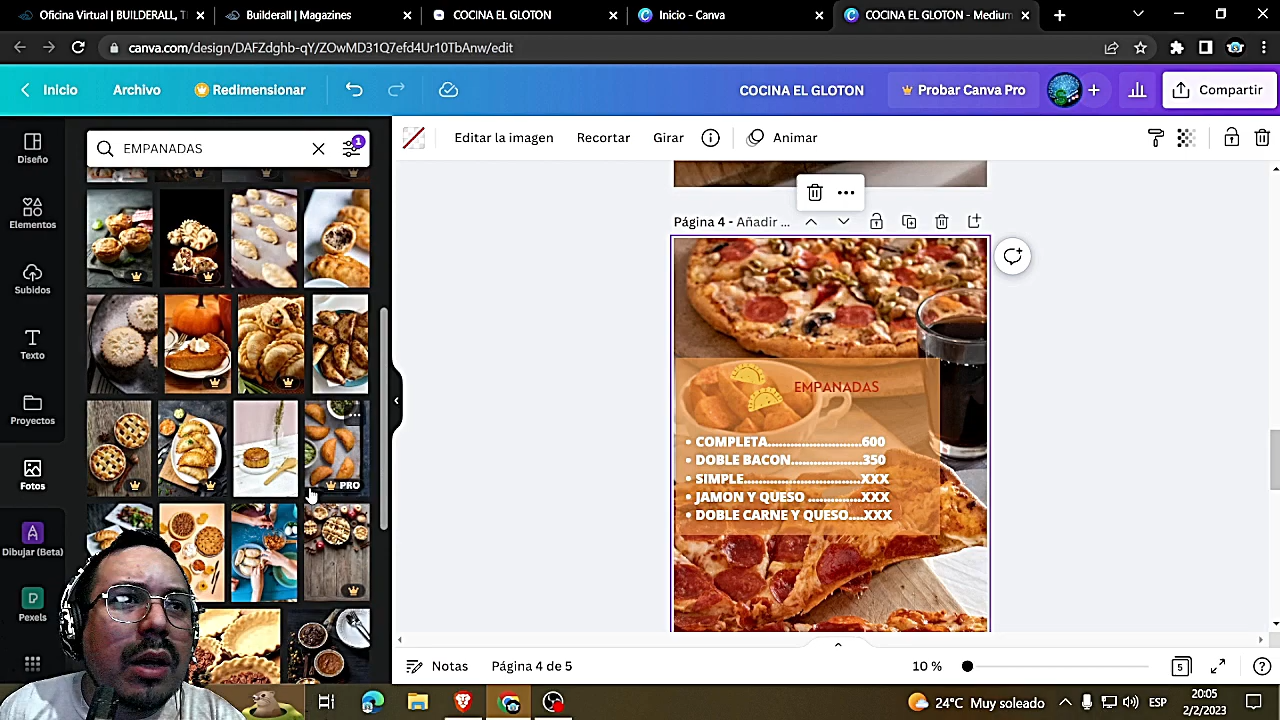 Oficina Virtual | BUILDERALL, T
Builderall | Magazines
COCINA EL GLOTON
Inicio - Canva
COCINA EL GLOTON - Medium
canva.com/design/DAFZdghb-qY/ZOwMD31Q7efd4Ur10TbAnw/edit
Inicio
Archivo
Redimensionar
COCINA EL GLOTON
Probar Canva Pro
Compartir
Diseño
Elementos
Subidos
Texto
Proyectos
Fotos
Dibujar (Beta)
Pexels
EMPANADAS
1
PRO
Editar la imagen
Recortar
Girar
Animar
Página 4 - Añadir ...
EMPANADAS
• COMPLETA.........................600
• DOBLE BACON...................350
• SIMPLE...............................XXX
• JAMON Y QUESO ..............XXX
• DOBLE CARNE Y QUESO....XXX
Notas
Página 4 de 5
10 %
5
24°C Muy soleado
ESP
20:05
2/2/2023